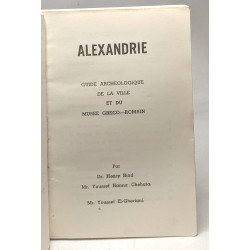 ALEXANDRIE
GUIDE ARCHEOLOGIQUE
DE LA VILLE
ET DU
MUSEE GRECO—ROMAIN
Par
Dr. Henry Riad
Mr. Youssef Hanna Chehata
Mr. Youssef El-Gheriani